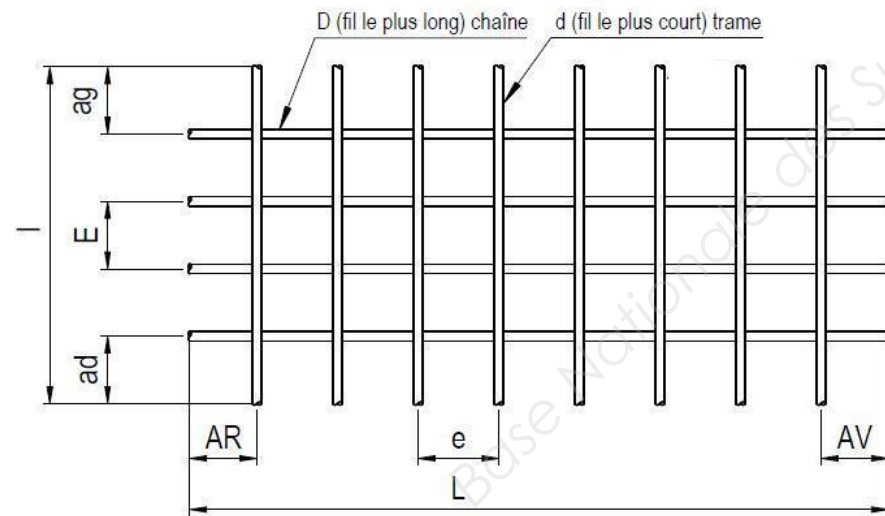 D (fil le plus long) chaîne
d (fil le plus court) trame
ag
l
E
ad
AR
e
AV
L
Base Nationale des